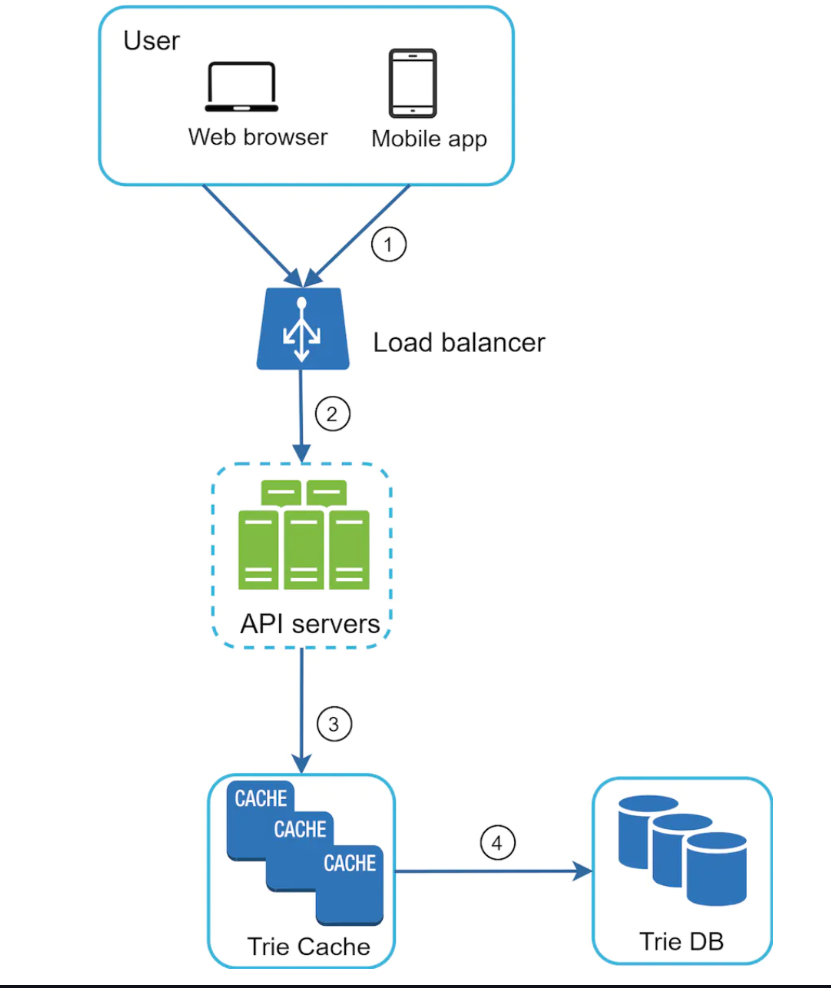 User
Web browser
Mobile app
1
Load balancer
2
API servers
3
CACHE
CACHE
CACHE
Trie Cache
4
Trie DB